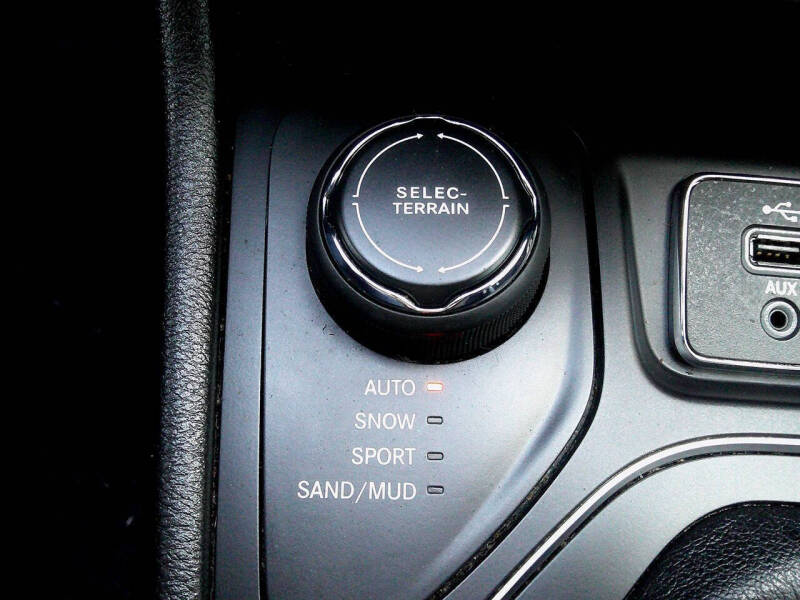 SELEC-
TERRAIN
AUTO
SNOW
SPORT
SAND/MUD
AUX